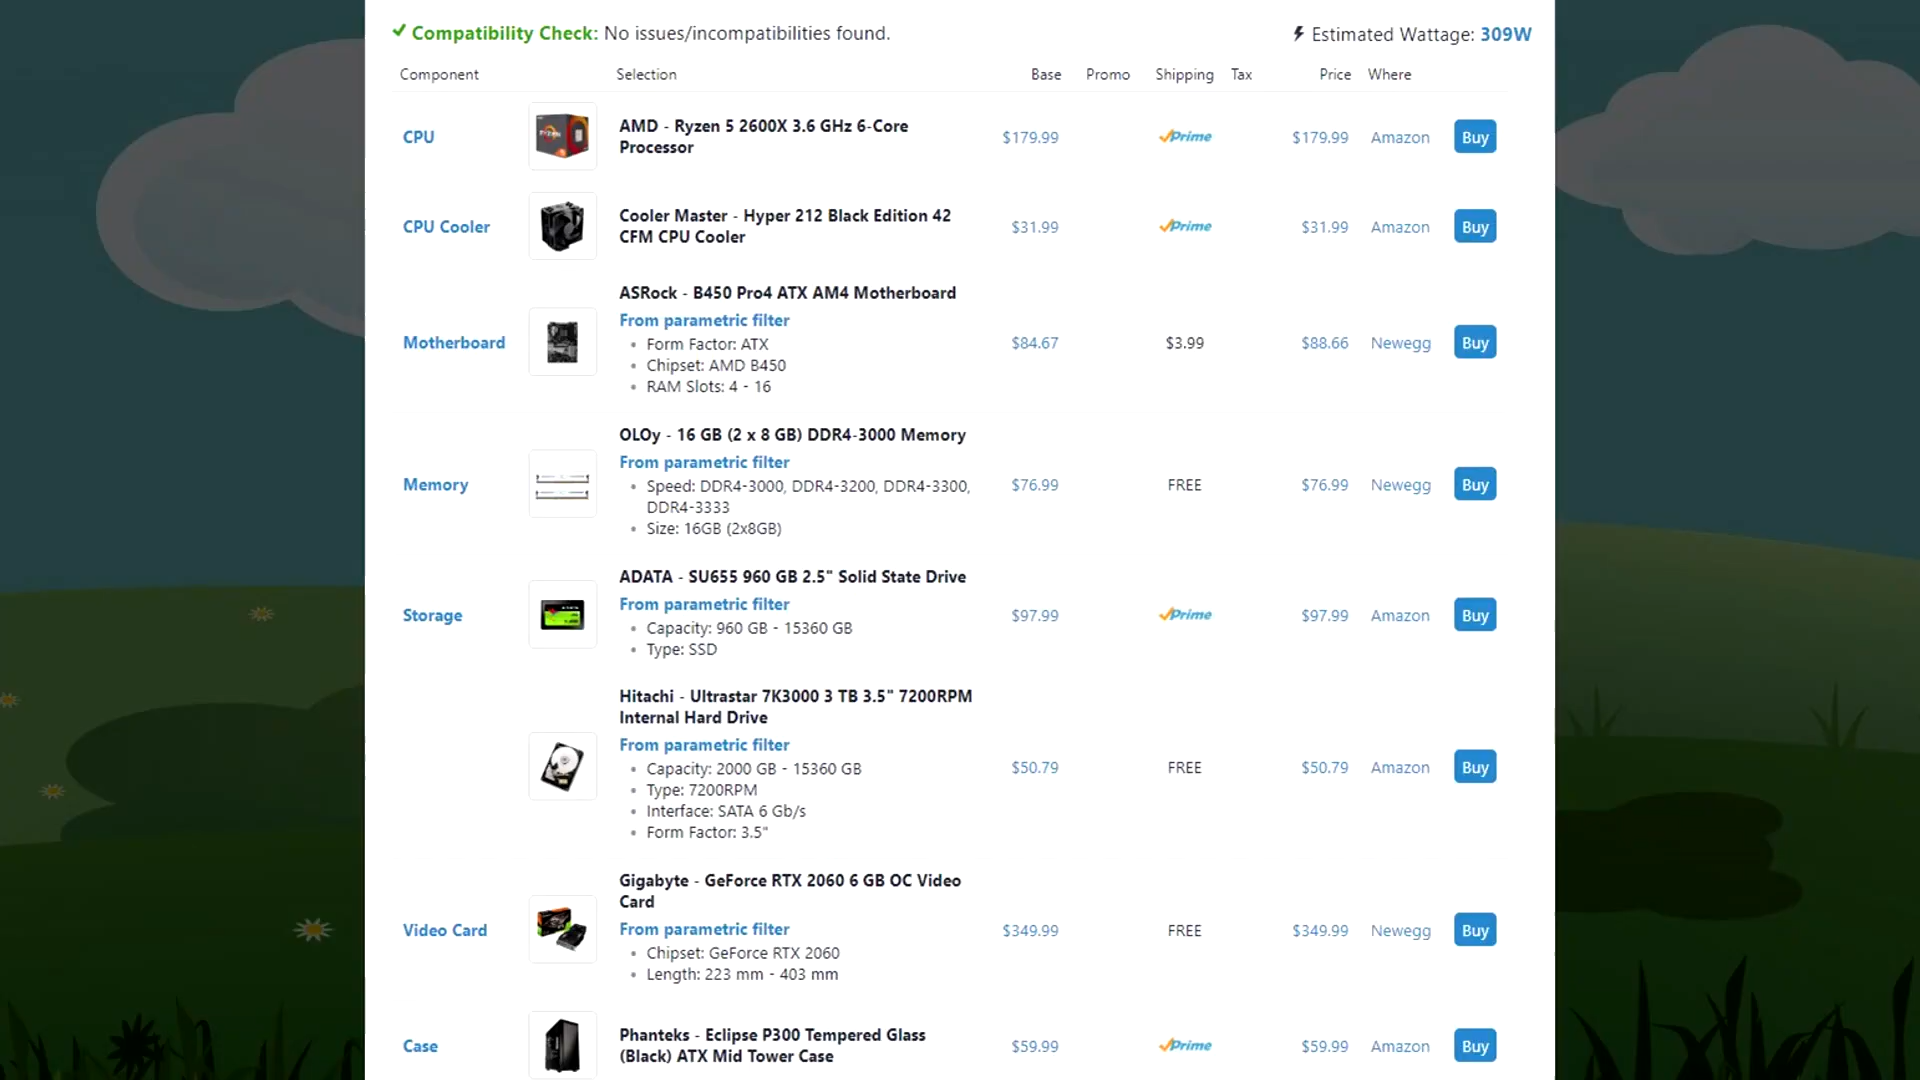 ✓ Compatibility Check: No issues/incompatibilities found. Estimated Wattage: 309W
Component Selection Base Promo Shipping Tax Price Where
CPU AMD - Ryzen 5 2600X 3.6 GHz 6-Core
Processor $179.99 Prime $179.99 Amazon Buy
CPU Cooler Cooler Master - Hyper 212 Black Edition 42
CFM CPU Cooler $31.99 Prime $31.99 Amazon Buy
ASRock - B450 Pro4 ATX AM4 Motherboard
From parametric filter
Motherboard • Form Factor: ATX $84.67 $3.99 $88.66 Newegg Buy
• Chipset: AMD B450
• RAM Slots: 4 - 16
OLOy - 16 GB (2 x 8 GB) DDR4-3000 Memory
From parametric filter
Memory • Speed: DDR4-3000, DDR4-3200, DDR4-3300, $76.99 FREE $76.99 Newegg Buy
DDR4-3333
• Size: 16GB (2x8GB)
ADATA - SU655 960 GB 2.5" Solid State Drive
From parametric filter
Storage $97.99 Prime $97.99 Amazon Buy
• Capacity: 960 GB - 15360 GB
• Type: SSD
Hitachi - Ultrastar 7K3000 3 TB 3.5" 7200RPM
Internal Hard Drive
From parametric filter
• Capacity: 2000 GB - 15360 GB $50.79 FREE $50.79 Amazon Buy
• Type: 7200RPM
• Interface: SATA 6 Gb/s
• Form Factor: 3.5"
Gigabyte - GeForce RTX 2060 6 GB OC Video
Card
Video Card From parametric filter $349.99 FREE $349.99 Newegg Buy
• Chipset: GeForce RTX 2060
• Length: 223 mm - 403 mm
Case Phanteks - Eclipse P300 Tempered Glass
(Black) ATX Mid Tower Case $59.99 Prime $59.99 Amazon Buy